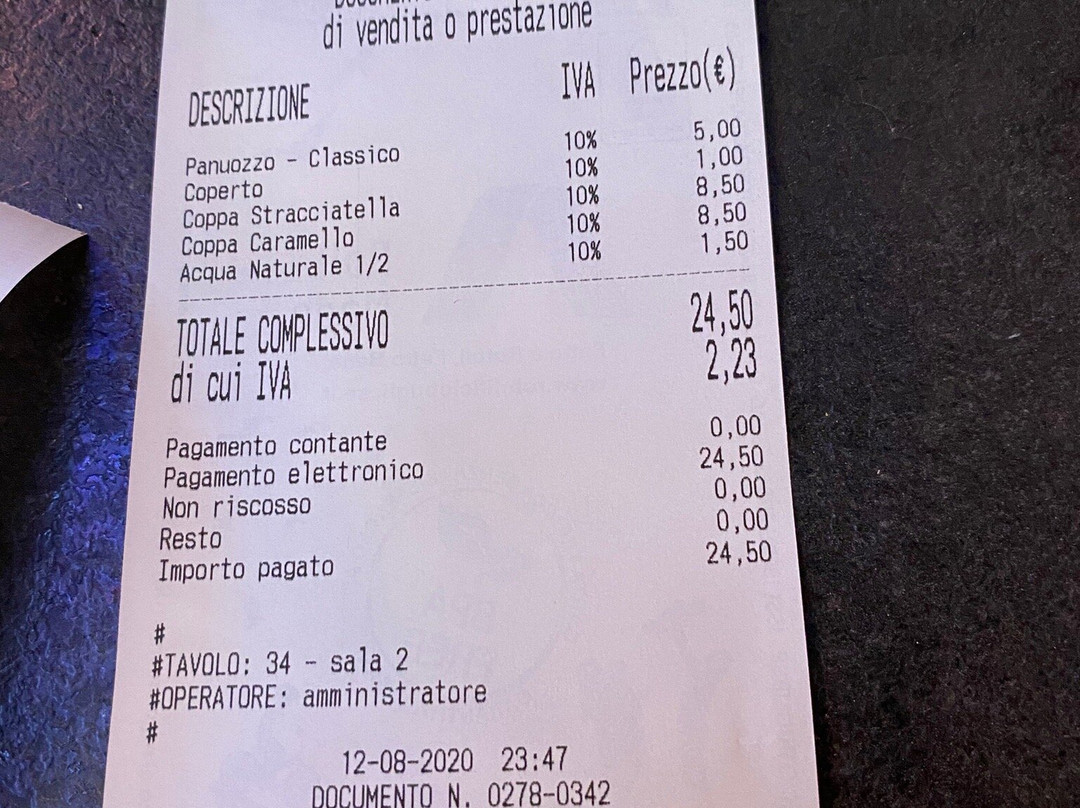 di vendita o prestazione
DESCRIZIONE IVA Prezzo(€)
Panuozzo - Classico 10% 5,00
Coperto 10% 1,00
Coppa Stracciatella 10% 8,50
Coppa Caramello 10% 8,50
Acqua Naturale 1/2 10% 1,50
TOTALE COMPLESSIVO 24,50
di cui IVA 2,23
Pagamento contante 0,00
Pagamento elettronico 24,50
Non riscosso 0,00
Resto 0,00
Importo pagato 24,50
#
#TAVOLO: 34 - sala 2
#OPERATORE: amministratore
#
12-08-2020 23:47
DOCUMENTO N. 0278-0342